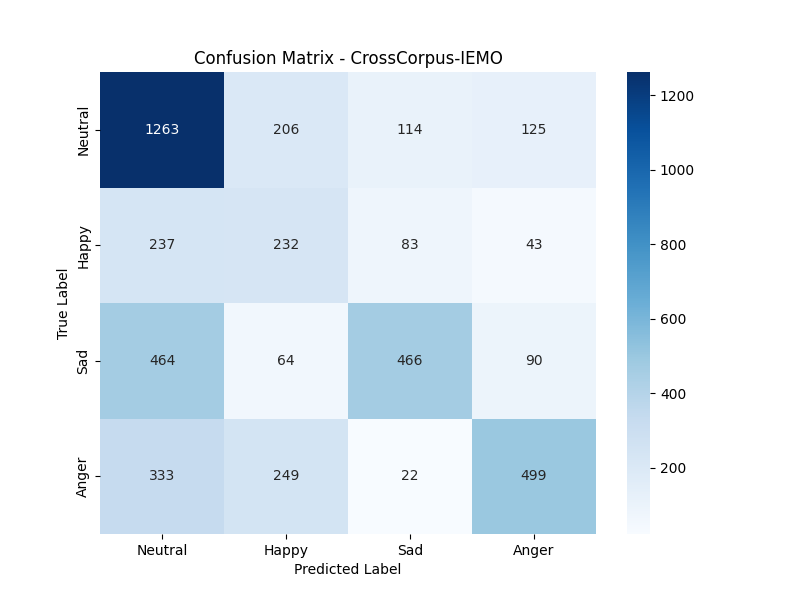 Confusion Matrix - CrossCorpus-IEMO
True Label
Neutral 1263 206 114 125
Happy 237 232 83 43
Sad 464 64 466 90
Anger 333 249 22 499
Neutral Happy Sad Anger
Predicted Label
1200
1000
800
600
400
200